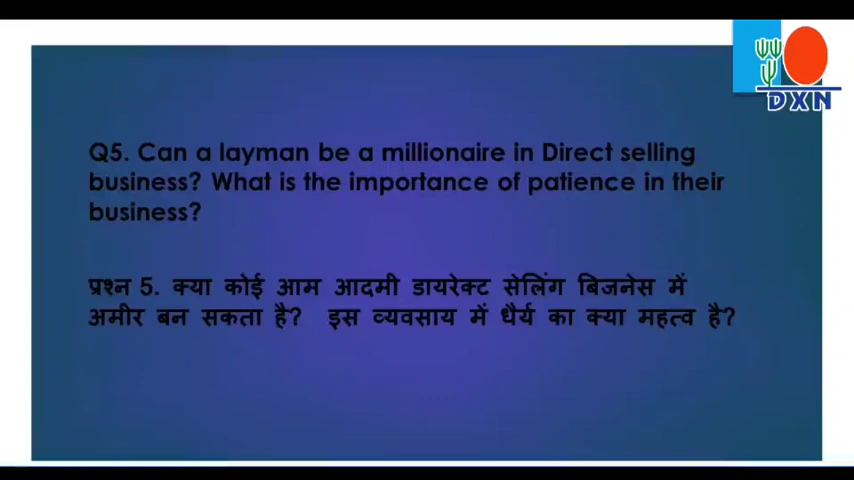 DXN
Q5. Can a layman be a millionaire in Direct selling
business? What is the importance of patience in their
business?
प्रश्न 5. क्या कोई आम आदमी डायरेक्ट सेलिंग बिजनेस में
अमीर बन सकता है? इस व्यवसाय में धैर्य का क्या महत्व है?